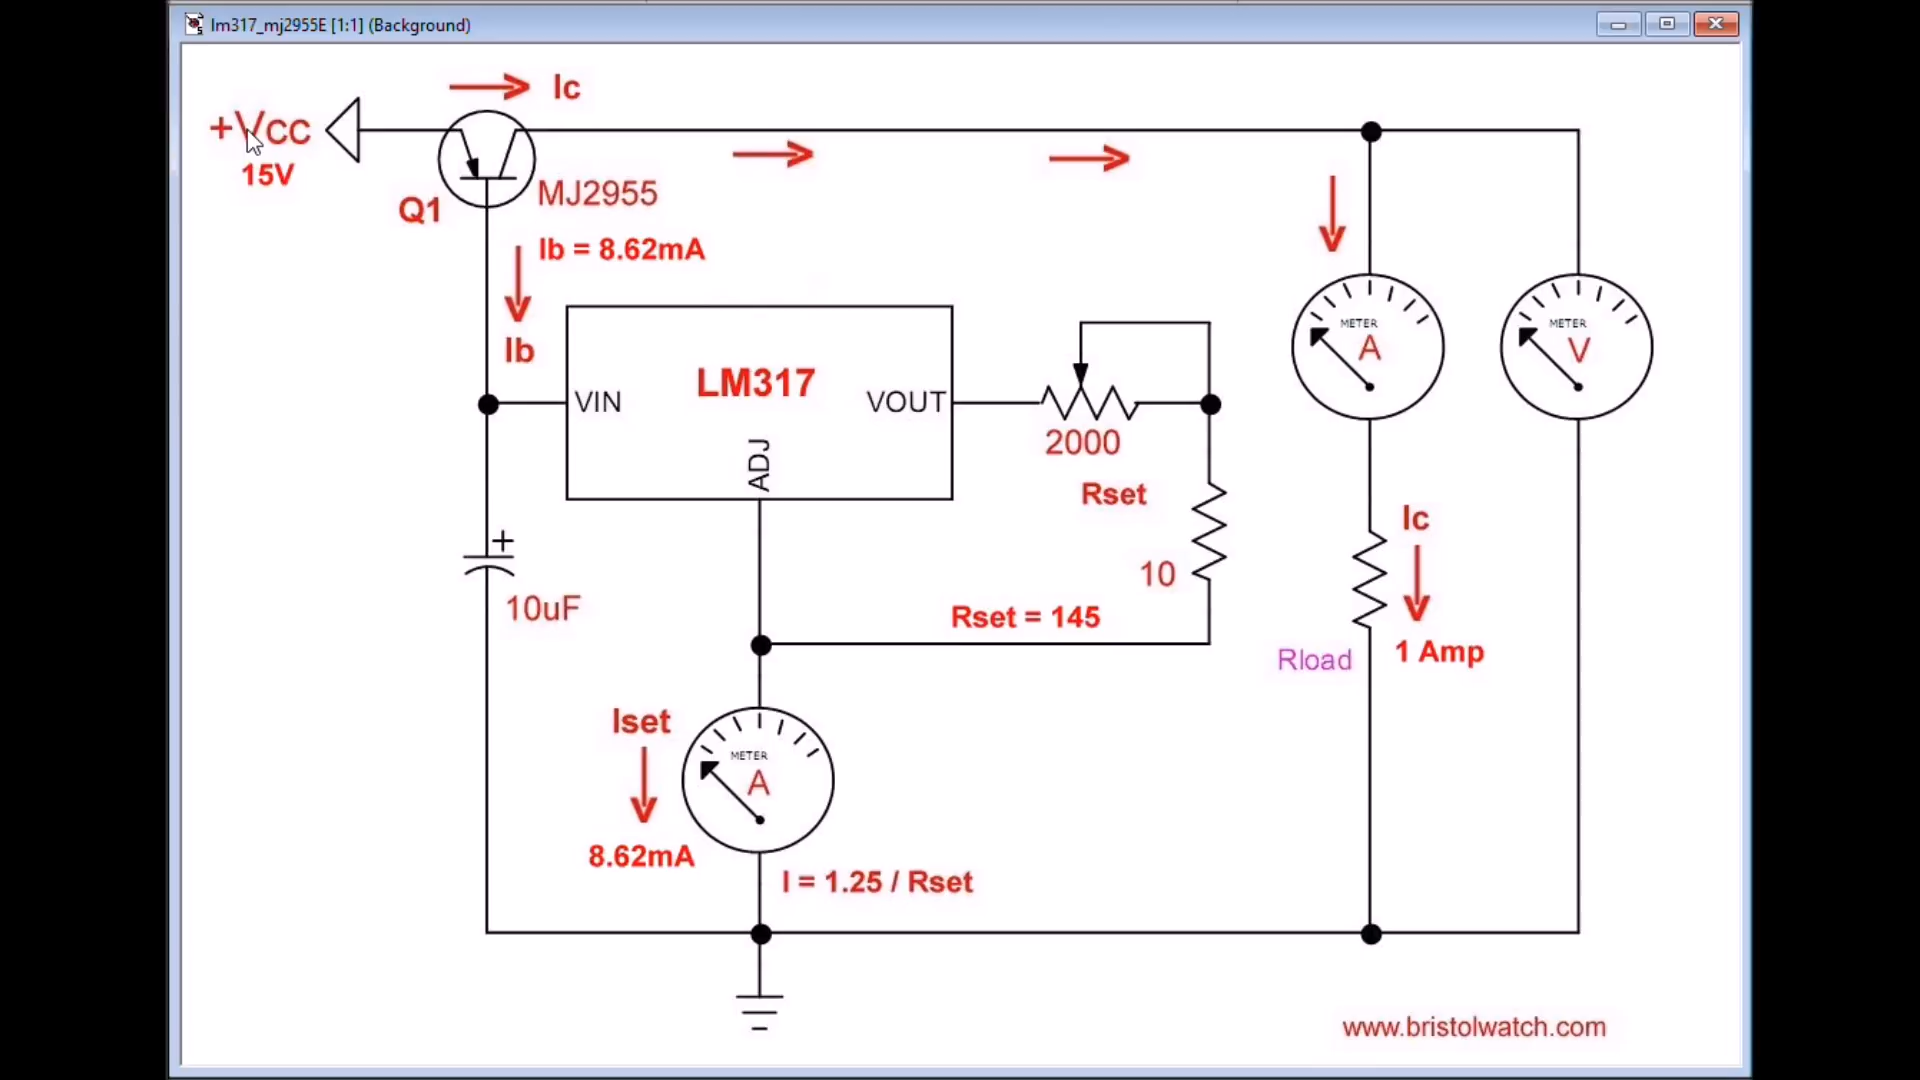 lm317_mj2955E [1:1] (Background)
Ic
+Vcc
15V
Q1
MJ2955
Ib = 8.62mA
Ib
LM317
VIN
VOUT
ADJ
2000
Rset
10
Rset = 145
METER
A
METER
V
+
10uF
Ic
1 Amp
Rload
Iset
8.62mA
METER
A
I = 1.25 / Rset
www.bristolwatch.com